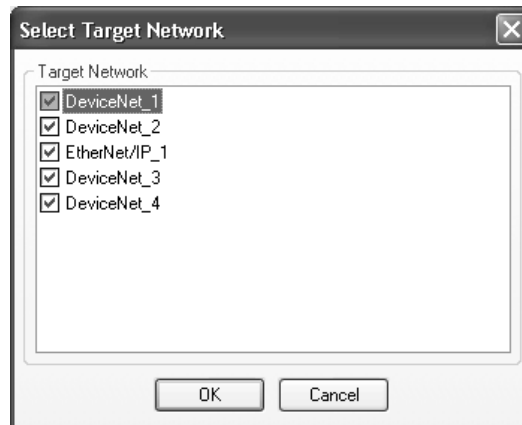 Select Target Network
Target Network
DeviceNet_1
DeviceNet_2
EtherNet/IP_1
DeviceNet_3
DeviceNet_4
OK Cancel